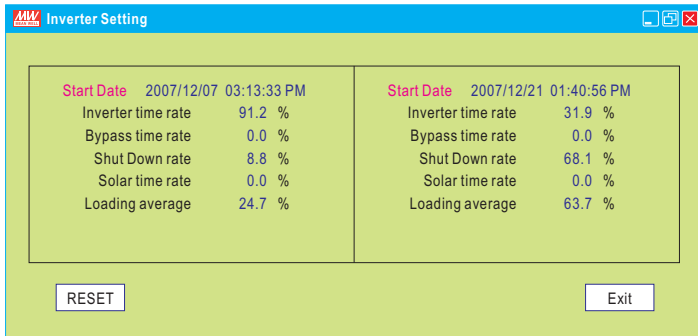 MW MEAN WELL Inverter Setting
Start Date 2007/12/07 03:13:33 PM
Inverter time rate 91.2 %
Bypass time rate 0.0 %
Shut Down rate 8.8 %
Solar time rate 0.0 %
Loading average 24.7 %
Start Date 2007/12/21 01:40:56 PM
Inverter time rate 31.9 %
Bypass time rate 0.0 %
Shut Down rate 68.1 %
Solar time rate 0.0 %
Loading average 63.7 %
RESET
Exit